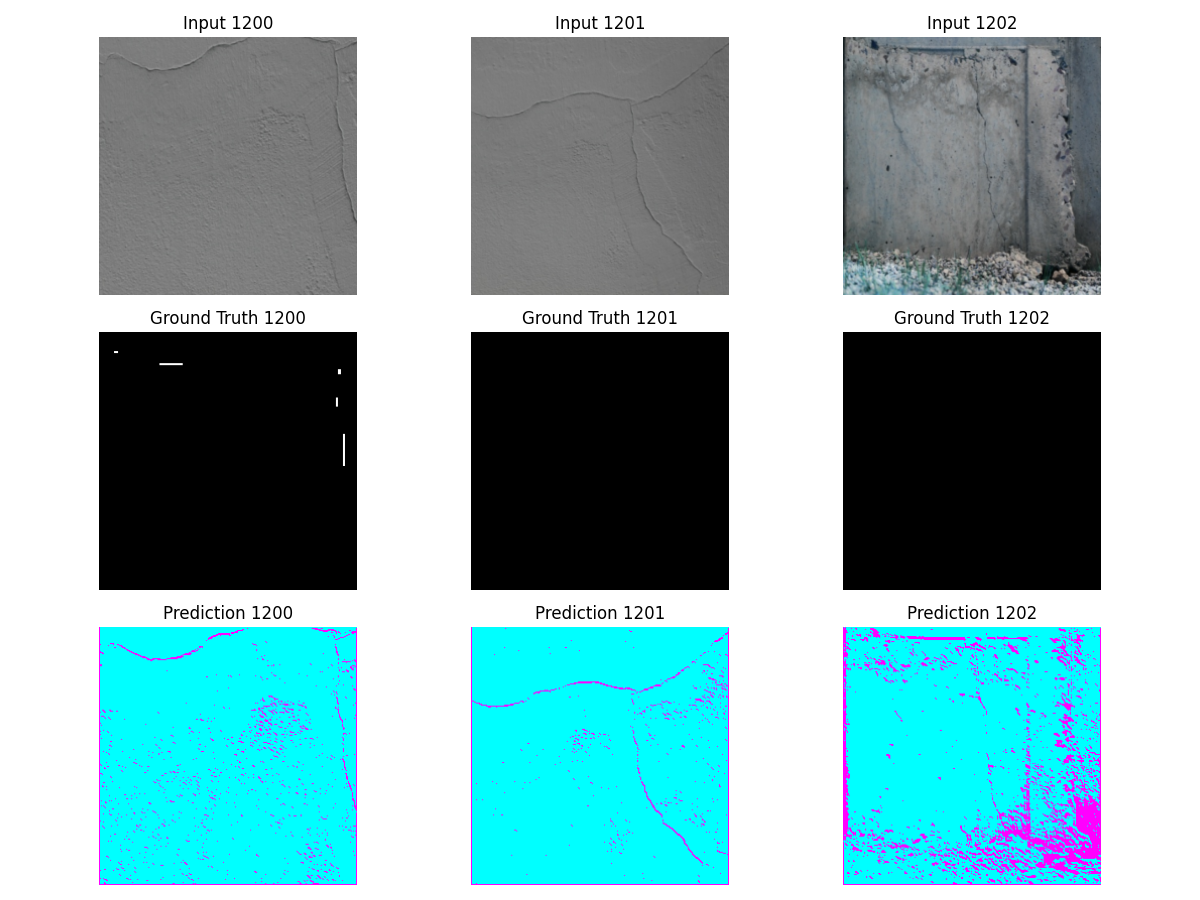 Input 1200
Input 1201
Input 1202
Ground Truth 1200
Ground Truth 1201
Ground Truth 1202
Prediction 1200
Prediction 1201
Prediction 1202